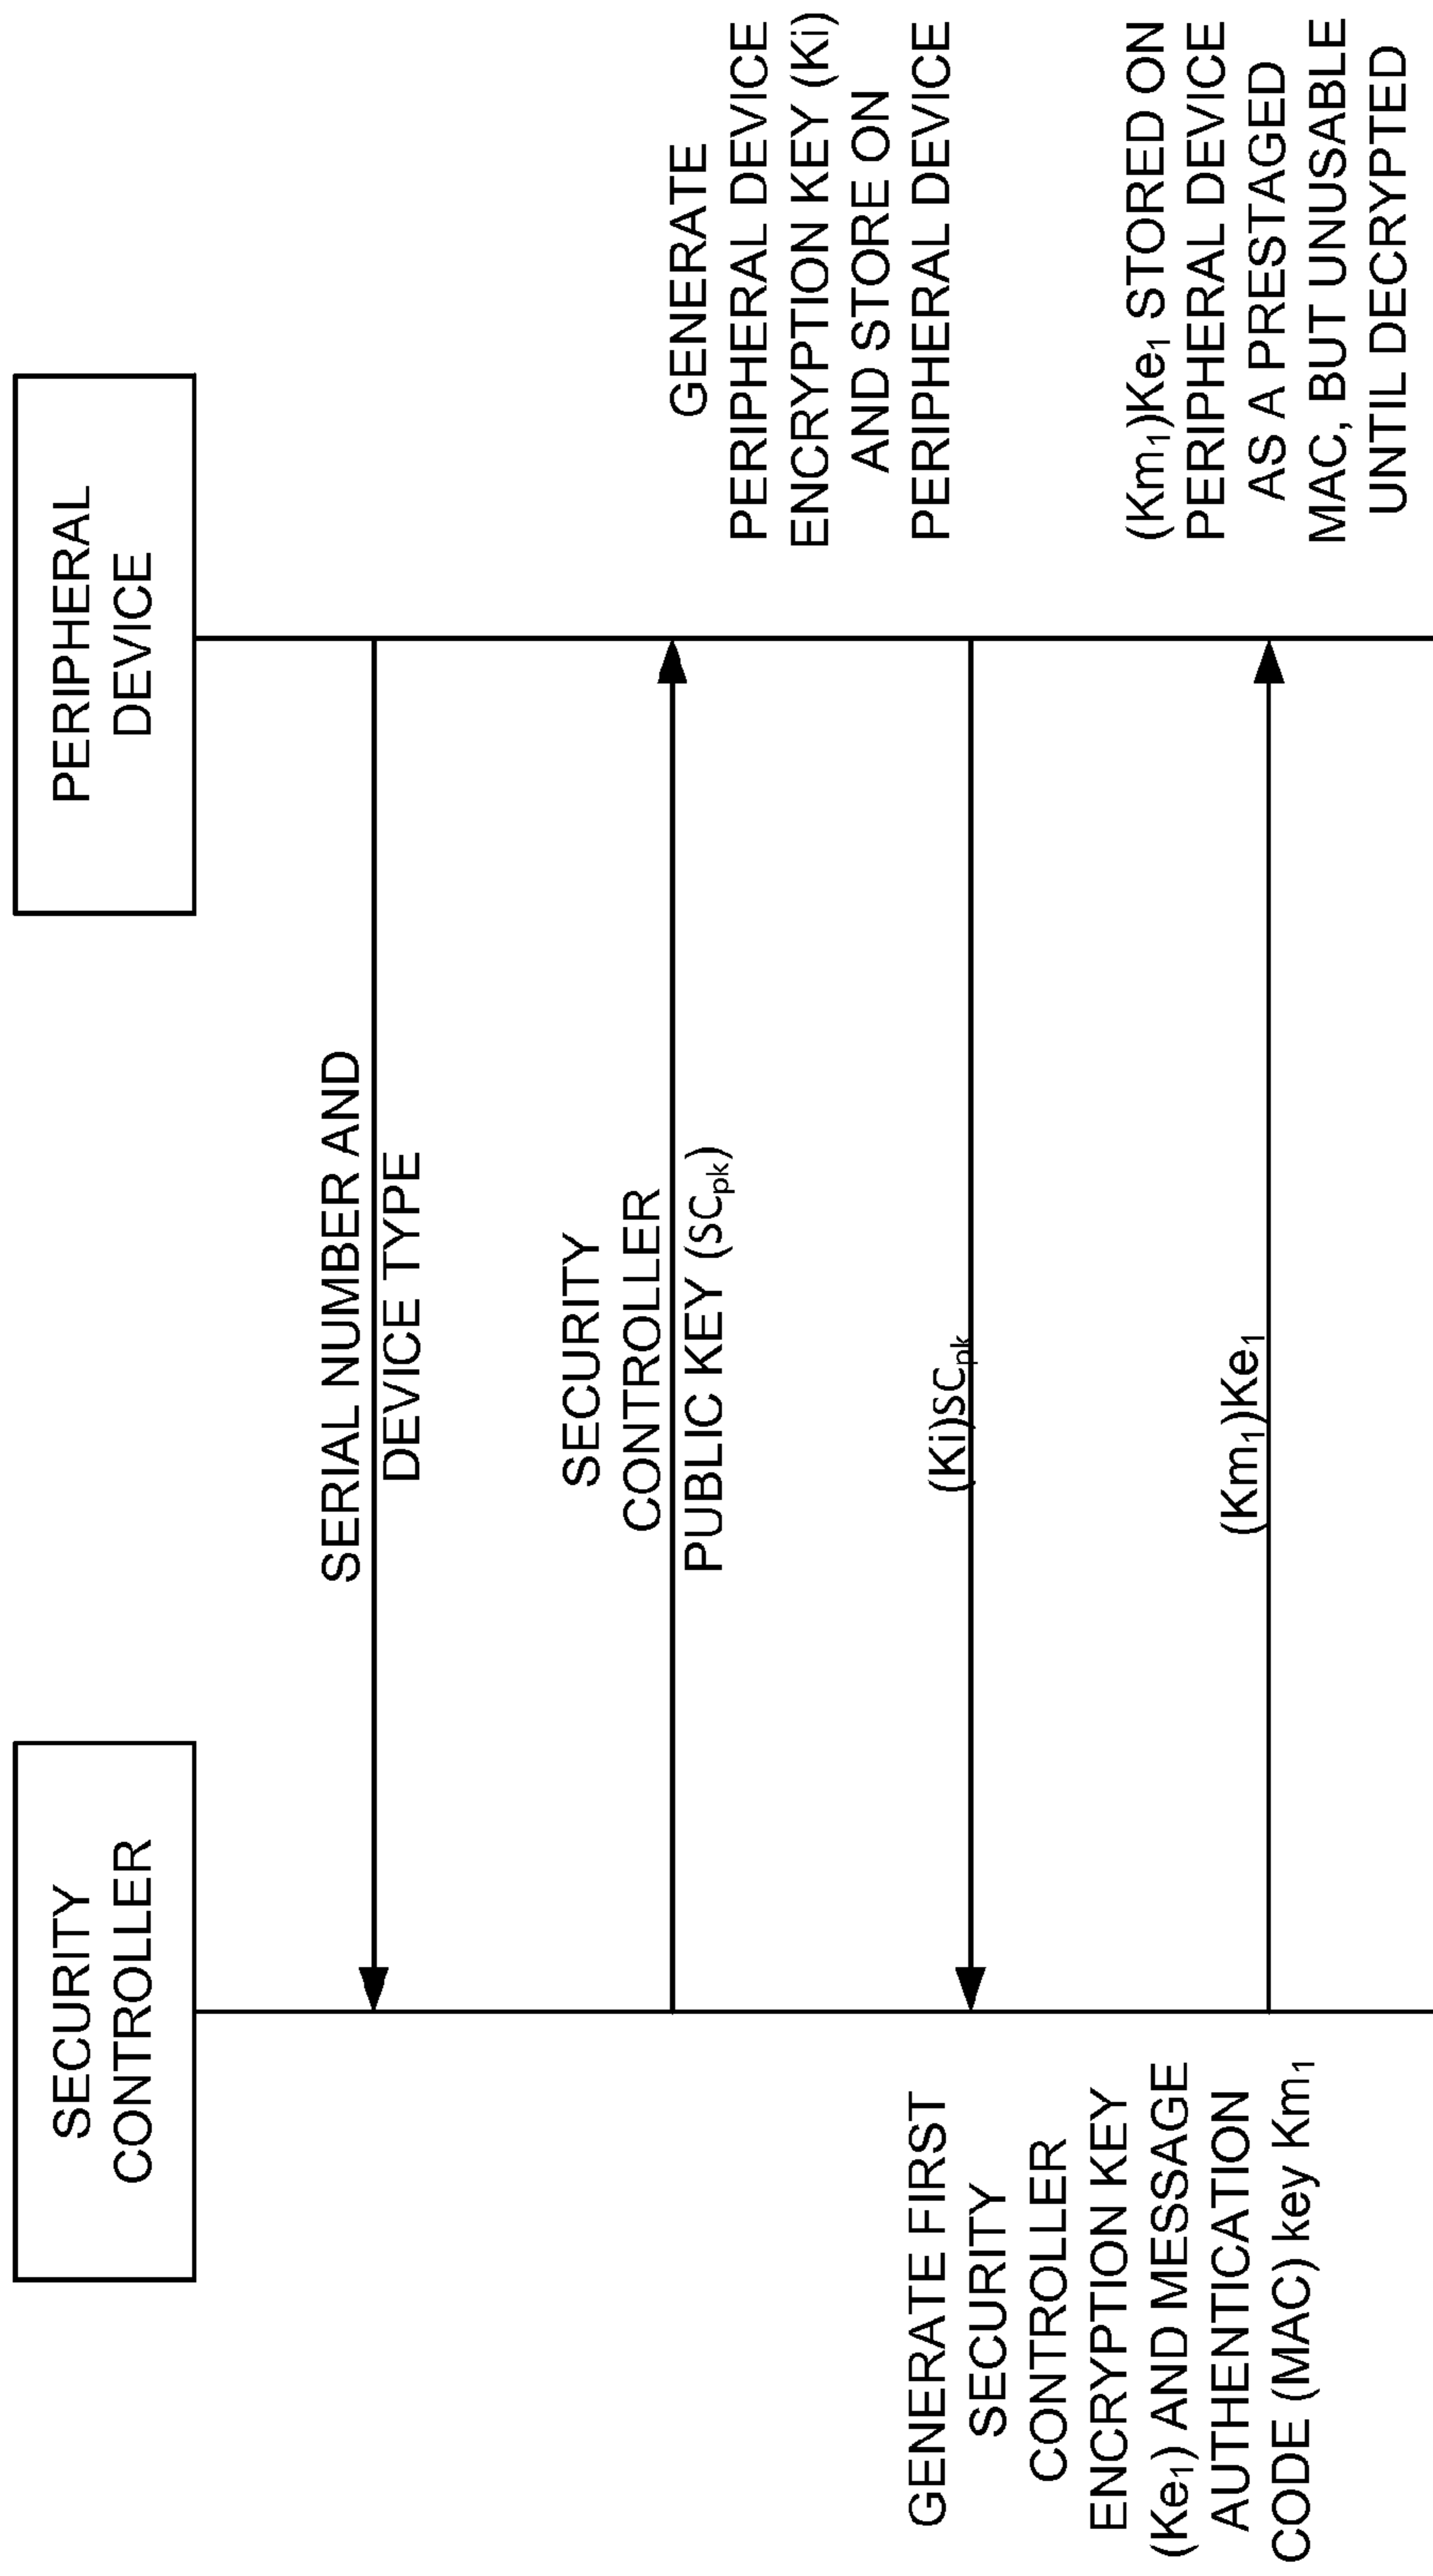 SECURITY
CONTROLLER
PERIPHERAL
DEVICE
SERIAL NUMBER AND
DEVICE TYPE
SECURITY
CONTROLLER
PUBLIC KEY (SCpk)
GENERATE
PERIPHERAL DEVICE
ENCRYPTION KEY (Ki)
AND STORE ON
PERIPHERAL DEVICE
(Ki)SCpk
GENERATE FIRST
SECURITY
CONTROLLER
ENCRYPTION KEY
(Ke₁) AND MESSAGE
AUTHENTICATION
CODE (MAC) key Km₁
(Km₁)Ke₁
(Km₁)Ke₁ STORED ON
PERIPHERAL DEVICE
AS A PRESTAGED
MAC, BUT UNUSABLE
UNTIL DECRYPTED